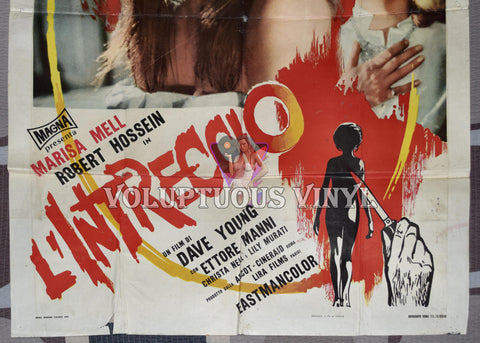 MAGNA
presenta
MARISA MELL
ROBERT HOSSEIN
in
L'INTRECCIO
VOLUPTUOUS VINYL
UN FILM DI
DAVE YOUNG
CON
ETTORE MANNI
CHRISTA NELL LILY MURATI
LIRA FILMS
EASTMANCOLOR